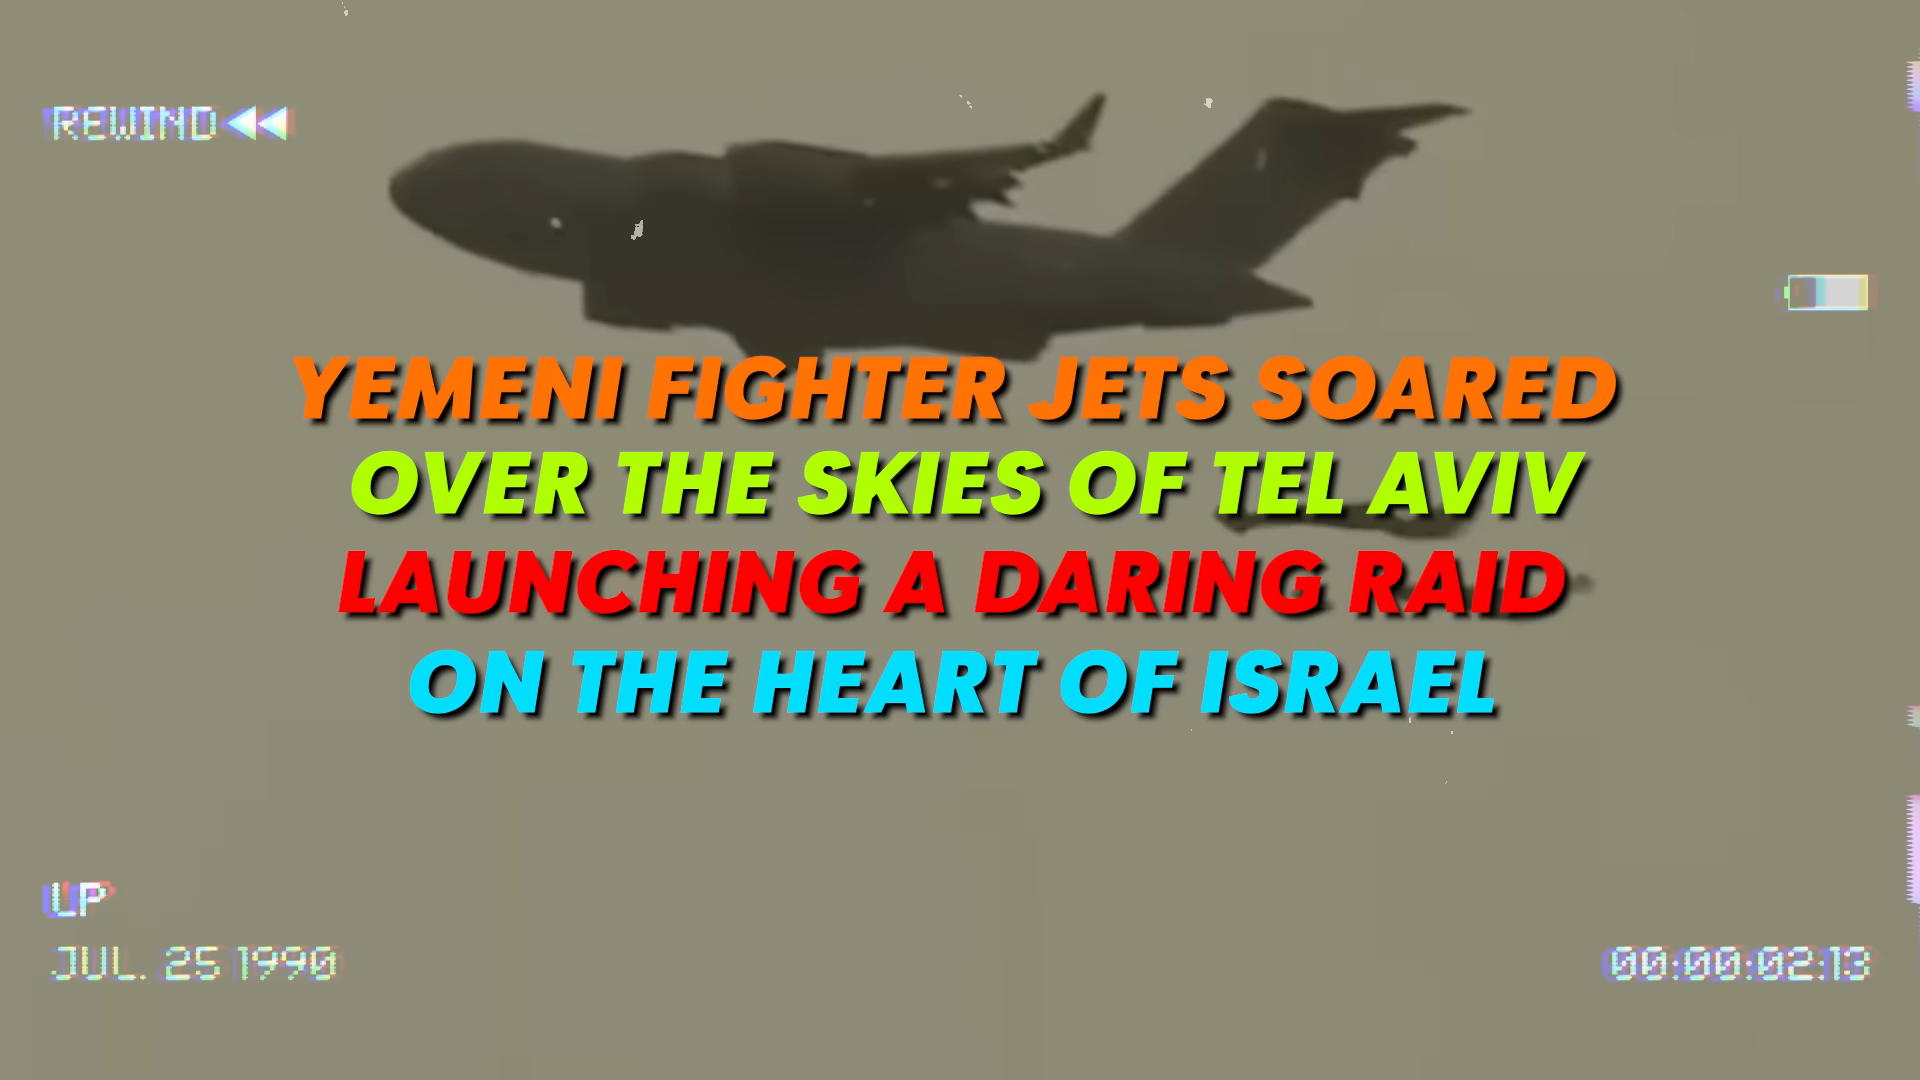 REWIND
YEMENI FIGHTER JETS SOARED
OVER THE SKIES OF TEL AVIV
LAUNCHING A DARING RAID
ON THE HEART OF ISRAEL
LP
JUL. 25 1990
00:00:02:13